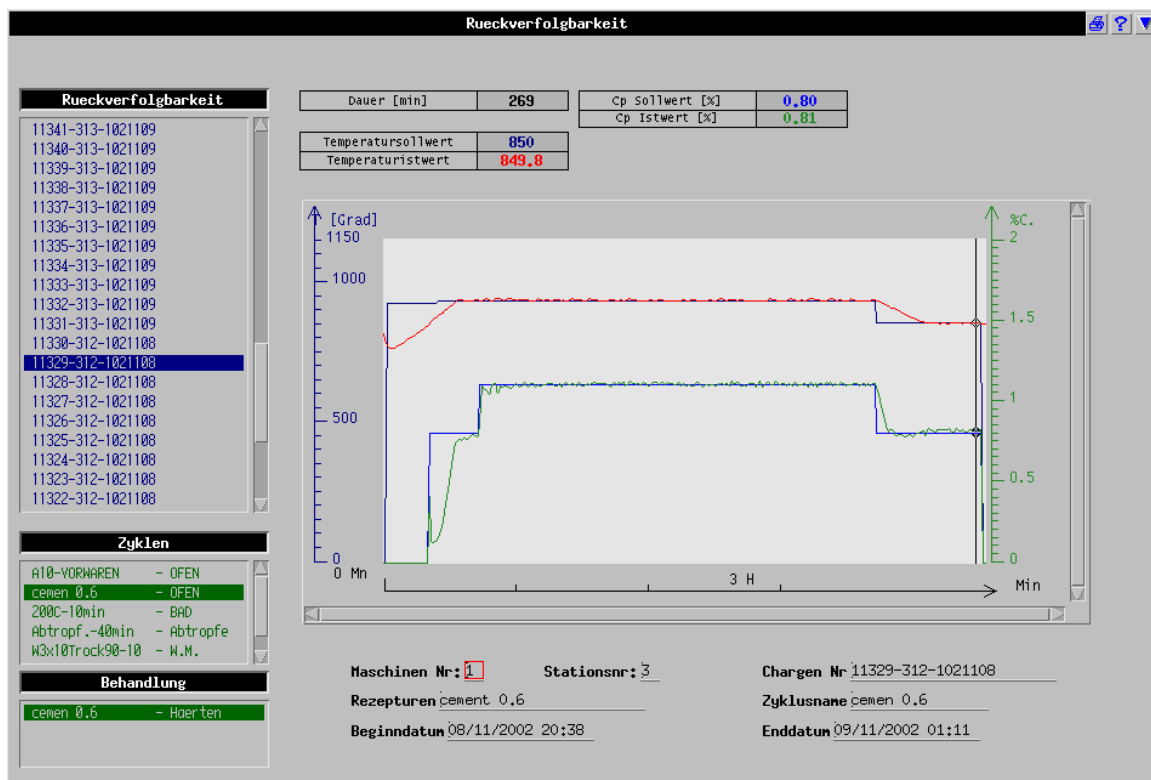 Rueckverfolgbarkeit
?
Rueckverfolgbarkeit
11341-313-1021109
11340-313-1021109
11339-313-1021109
11338-313-1021109
11337-313-1021109
11336-313-1021109
11335-313-1021109
11334-313-1021109
11333-313-1021109
11332-313-1021109
11331-313-1021109
11330-312-1021108
11329-312-1021108
11328-312-1021108
11327-312-1021108
11326-312-1021108
11325-312-1021108
11324-312-1021108
11323-312-1021108
11322-312-1021108
Zyklen
A10-VORWAREN - OFEN
cemen 0.6 - OFEN
200C-10min - BAD
Abtropf.-40min - Abtropfe
W3x10Trock90-10 - W.M.
Behandlung
cemen 0.6 - Haerten
Dauer [min] 269
Cp Sollwert [%] 0.80
Cp Istwert [%] 0.81
Temperatursollwert 850
Temperaturistwert 849.8
[Grad]
1150
1000
500
0
%C.
2
1.5
1
0.5
0
0 Mn
3 H
Min
Maschinen Nr: 1 Stationsnr: 3 Chargen Nr 11329-312-1021108
Rezepturen cement 0.6 Zyklusname cemen 0.6
Beginndatum 08/11/2002 20:38 Enddatum 09/11/2002 01:11